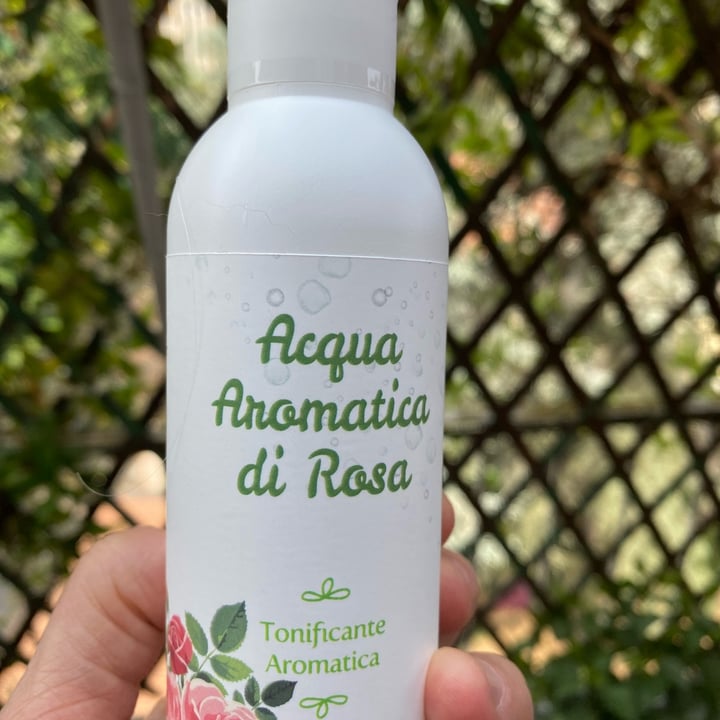 Acqua
Aromatica
di Rosa
Tonificante
Aromatica